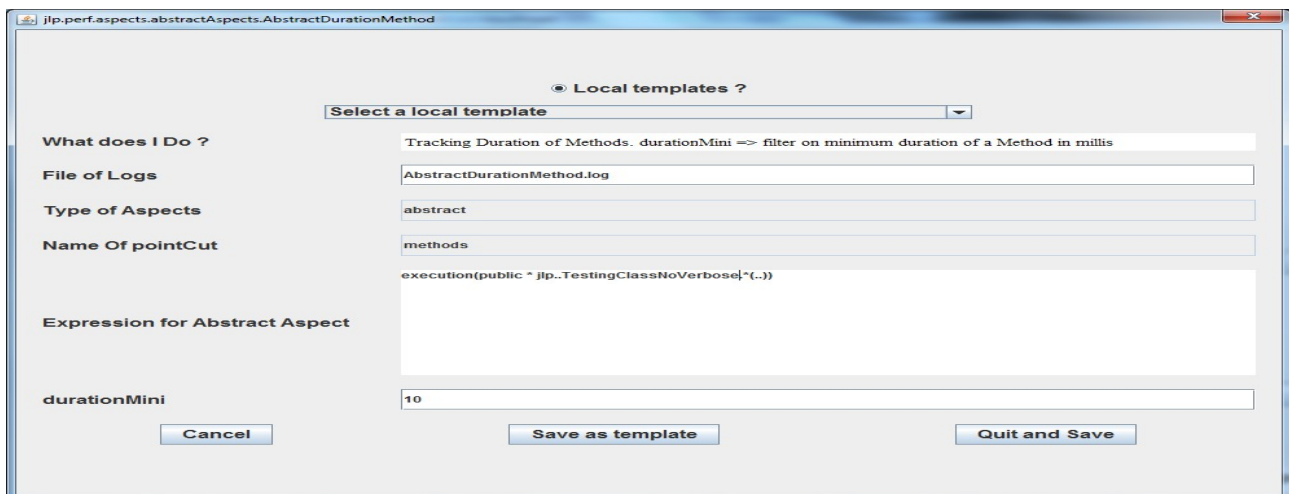 jlp.perf.aspects.abstractAspects.AbstractDurationMethod
Local templates ?
Select a local template
What does I Do ?
Tracking Duration of Methods. durationMini => filter on minimum duration of a Method in millis
File of Logs
AbstractDurationMethod.log
Type of Aspects
abstract
Name Of pointCut
methods
execution(public * jlp..TestingClassNoVerbose.*(..))
Expression for Abstract Aspect
durationMini
10
Cancel
Save as template
Quit and Save